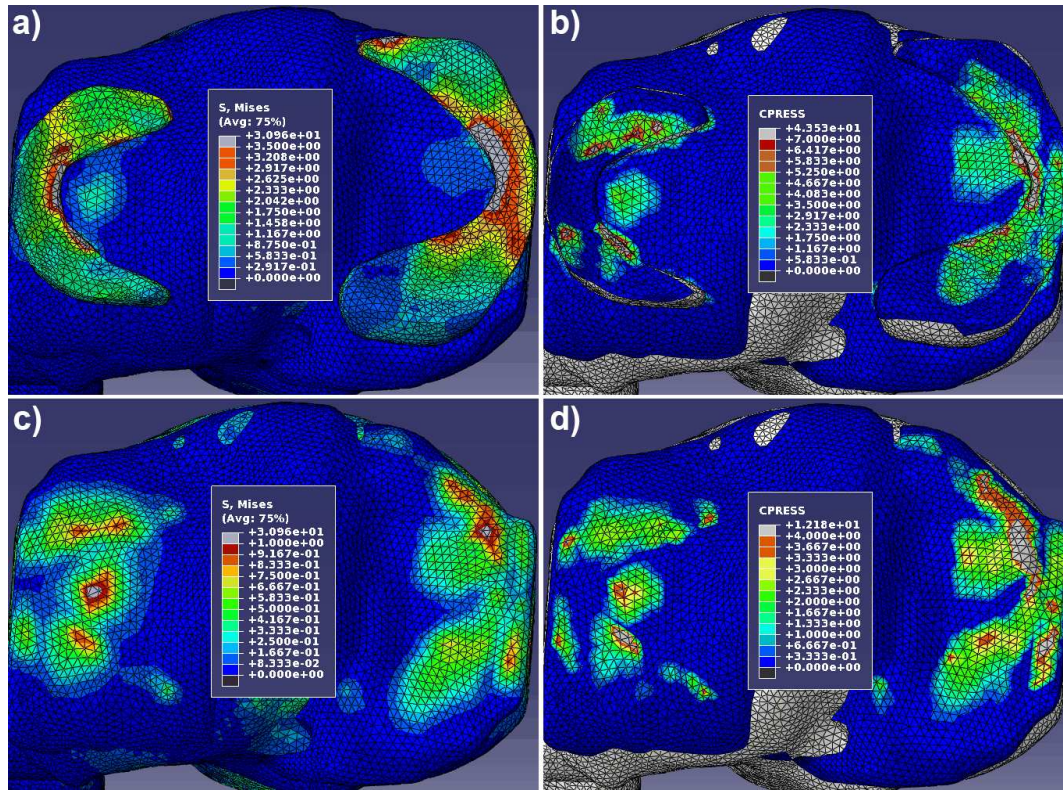 a)
S, Mises
(Avg: 75%)
+3.096e+01
+3.500e+00
+3.208e+00
+2.917e+00
+2.625e+00
+2.333e+00
+2.042e+00
+1.750e+00
+1.458e+00
+1.167e+00
+8.750e-01
+5.833e-01
+2.917e-01
+0.000e+00
b)
CPRESS
+4.353e+01
+7.000e+00
+6.417e+00
+5.833e+00
+5.250e+00
+4.667e+00
+4.083e+00
+3.500e+00
+2.917e+00
+2.333e+00
+1.750e+00
+1.167e+00
+5.833e-01
+0.000e+00
c)
S, Mises
(Avg: 75%)
+3.096e+01
+1.000e+00
+9.167e-01
+8.333e-01
+7.500e-01
+6.667e-01
+5.833e-01
+5.000e-01
+4.167e-01
+3.333e-01
+2.500e-01
+1.667e-01
+8.333e-02
+0.000e+00
d)
CPRESS
+1.218e+01
+4.000e+00
+3.667e+00
+3.333e+00
+3.000e+00
+2.667e+00
+2.333e+00
+2.000e+00
+1.667e+00
+1.333e+00
+1.000e+00
+6.667e-01
+3.333e-01
+0.000e+00